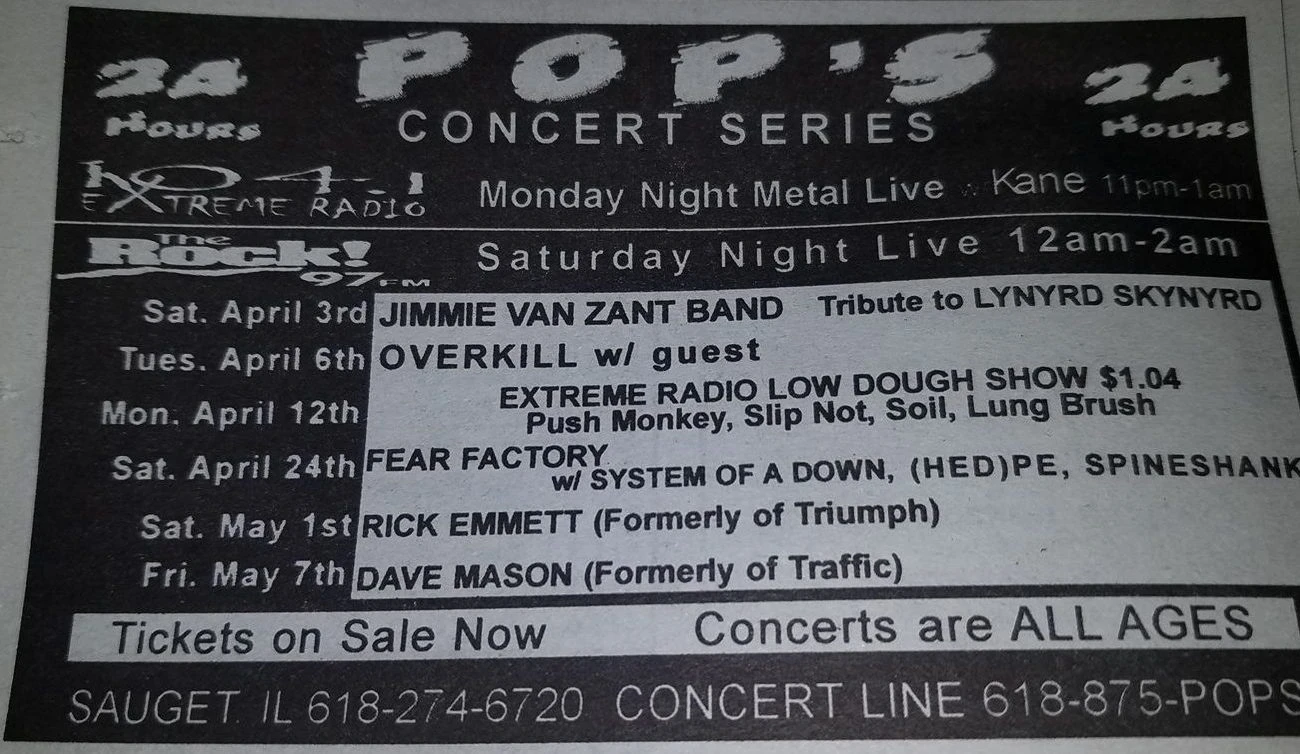 24 HOURS POP'S 24 HOURS
CONCERT SERIES
104.1 EXTREME RADIO Monday Night Metal Live Kane 11pm-1am
The Rock! 97 FM Saturday Night Live 12am-2am
Sat. April 3rd JIMMIE VAN ZANT BAND Tribute to LYNYRD SKYNYRD
Tues. April 6th OVERKILL w/ guest
EXTREME RADIO LOW DOUGH SHOW $1.04
Mon. April 12th Push Monkey, Slip Not, Soil, Lung Brush
Sat. April 24th FEAR FACTORY
w/ SYSTEM OF A DOWN, (HED)PE, SPINESHANK
Sat. May 1st RICK EMMETT (Formerly of Triumph)
Fri. May 7th DAVE MASON (Formerly of Traffic)
Tickets on Sale Now Concerts are ALL AGES
SAUGET, IL 618-274-6720 CONCERT LINE 618-875-POPS